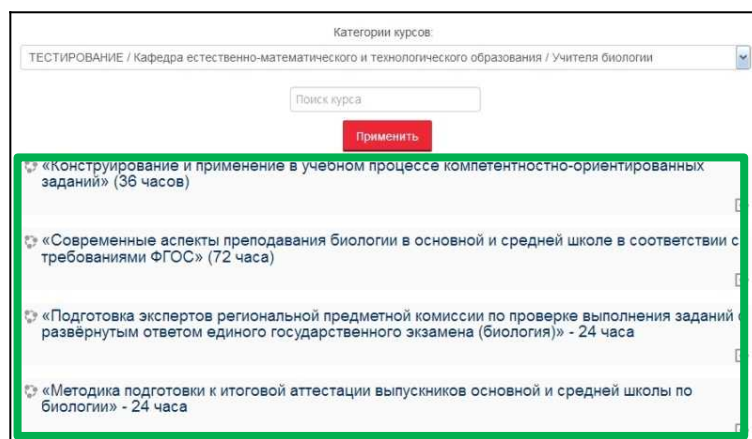 Категории курсов:
ТЕСТИРОВАНИЕ / Кафедра естественно-математического и технологического образования / Учителя биологии
Поиск курса
Применить
«Конструирование и применение в учебном процессе компетентностно-ориентированных
заданий» (36 часов)
«Современные аспекты преподавания биологии в основной и средней школе в соответствии с
требованиями ФГОС» (72 часа)
«Подготовка экспертов региональной предметной комиссии по проверке выполнения заданий с
развёрнутым ответом единого государственного экзамена (биология)» - 24 часа
«Методика подготовки к итоговой аттестации выпускников основной и средней школы по
биологии» - 24 часа